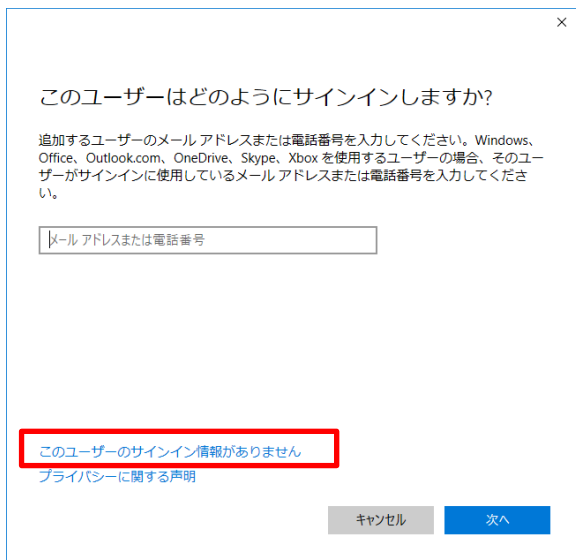 このユーザーはどのようにサインインしますか?
追加するユーザーのメール アドレスまたは電話番号を入力してください。Windows、
Office、Outlook.com、OneDrive、Skype、Xbox を使用するユーザーの場合、そのユー
ザーがサインインに使用しているメール アドレスまたは電話番号を入力してくださ
い。
メール アドレスまたは電話番号
このユーザーのサインイン情報がありません
プライバシーに関する声明
キャンセル
次へ